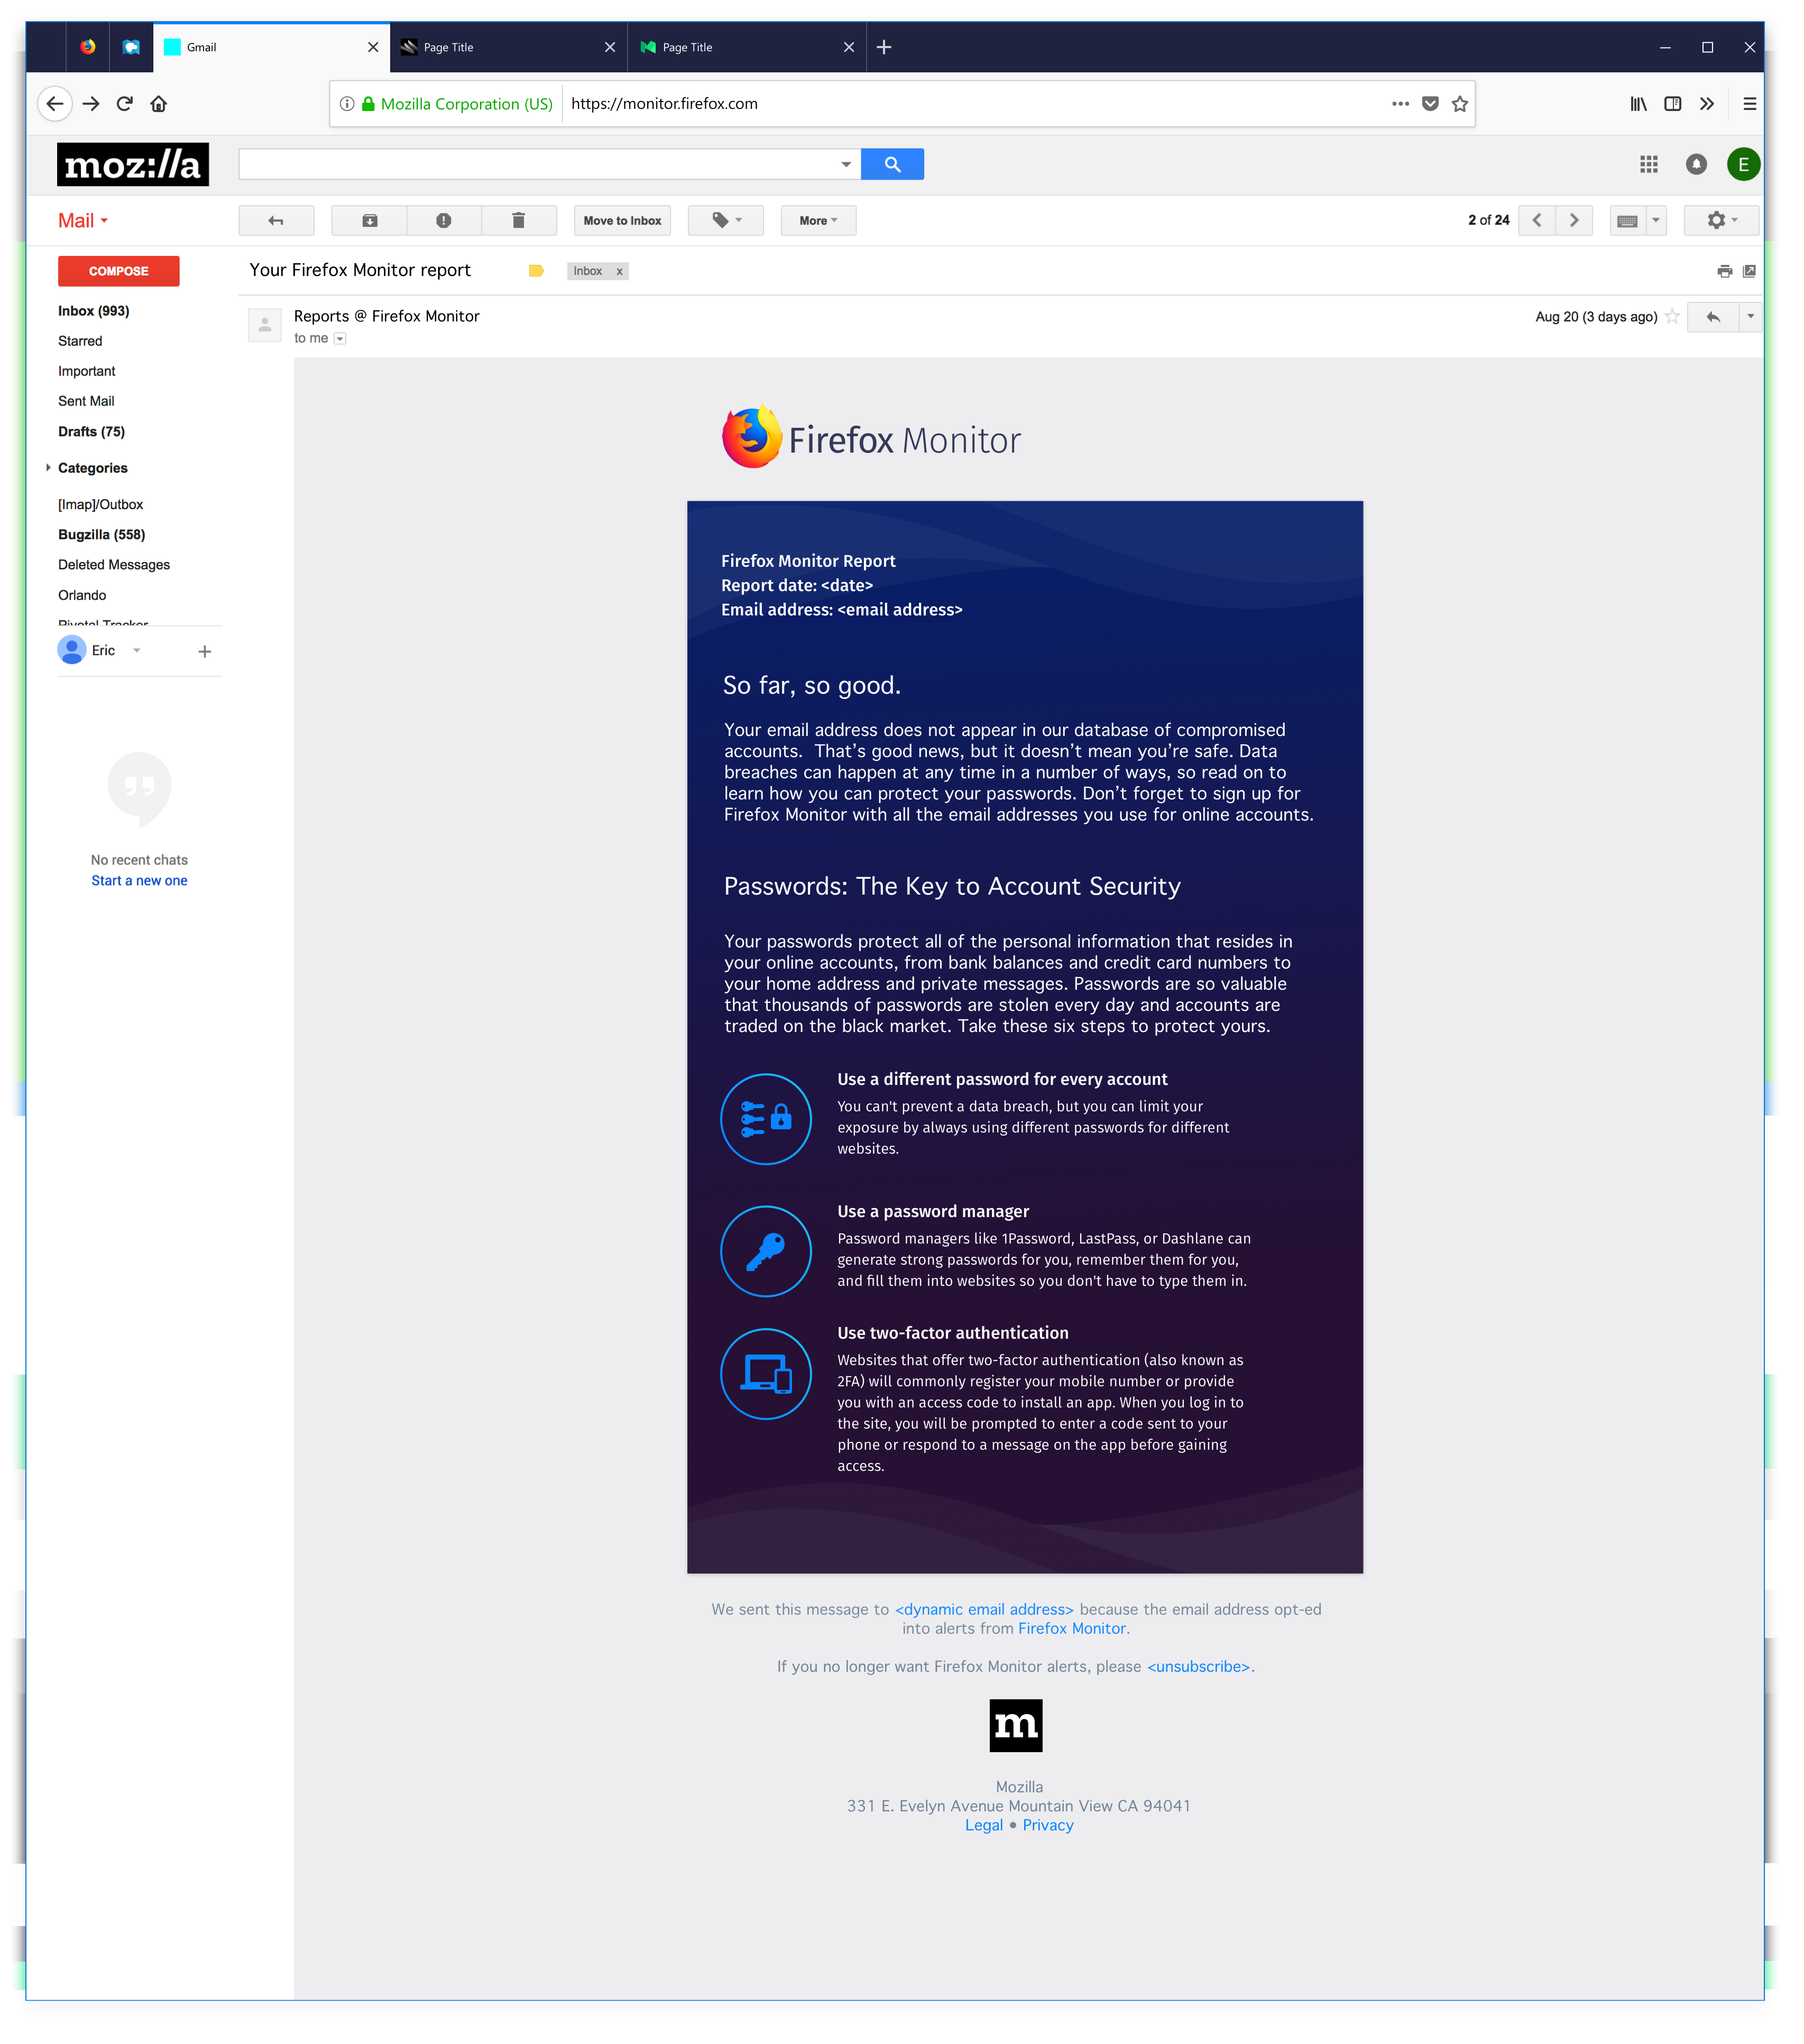 Gmail
Page Title
Page Title
Mozilla Corporation (US)
https://monitor.firefox.com
moz://a
E
Mail
Move to Inbox
More
2 of 24
COMPOSE
Your Firefox Monitor report
Inbox x
Inbox (993)
Starred
Important
Sent Mail
Drafts (75)
Categories
[Imap]/Outbox
Bugzilla (558)
Deleted Messages
Orlando
Pivotal Tracker
Eric
No recent chats
Start a new one
Reports @ Firefox Monitor
to me
Aug 20 (3 days ago)
Firefox Monitor
Firefox Monitor Report
Report date: <date>
Email address: <email address>
So far, so good.
Your email address does not appear in our database of compromised
accounts.  That’s good news, but it doesn’t mean you’re safe. Data
breaches can happen at any time in a number of ways, so read on to
learn how you can protect your passwords. Don’t forget to sign up for
Firefox Monitor with all the email addresses you use for online accounts.
Passwords: The Key to Account Security
Your passwords protect all of the personal information that resides in
your online accounts, from bank balances and credit card numbers to
your home address and private messages. Passwords are so valuable
that thousands of passwords are stolen every day and accounts are
traded on the black market. Take these six steps to protect yours.
Use a different password for every account
You can't prevent a data breach, but you can limit your
exposure by always using different passwords for different
websites.
Use a password manager
Password managers like 1Password, LastPass, or Dashlane can
generate strong passwords for you, remember them for you,
and fill them into websites so you don't have to type them in.
Use two-factor authentication
Websites that offer two-factor authentication (also known as
2FA) will commonly register your mobile number or provide
you with an access code to install an app. When you log in to
the site, you will be prompted to enter a code sent to your
phone or respond to a message on the app before gaining
access.
We sent this message to <dynamic email address> because the email address opt-ed
into alerts from Firefox Monitor.
If you no longer want Firefox Monitor alerts, please <unsubscribe>.
m
Mozilla
331 E. Evelyn Avenue Mountain View CA 94041
Legal • Privacy